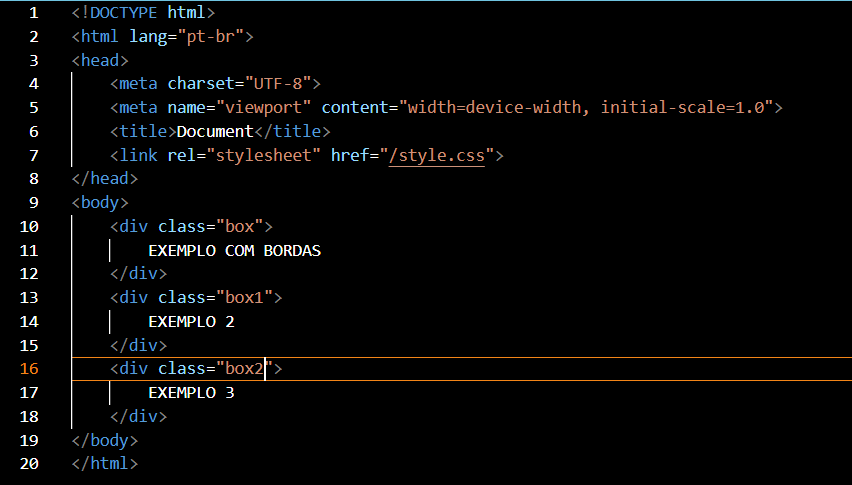 1 <!DOCTYPE html>
2 <html lang="pt-br">
3 <head>
4 <meta charset="UTF-8">
5 <meta name="viewport" content="width=device-width, initial-scale=1.0">
6 <title>Document</title>
7 <link rel="stylesheet" href="/style.css">
8 </head>
9 <body>
10 <div class="box">
11 EXEMPLO COM BORDAS
12 </div>
13 <div class="box1">
14 EXEMPLO 2
15 </div>
16 <div class="box2">
17 EXEMPLO 3
18 </div>
19 </body>
20 </html>